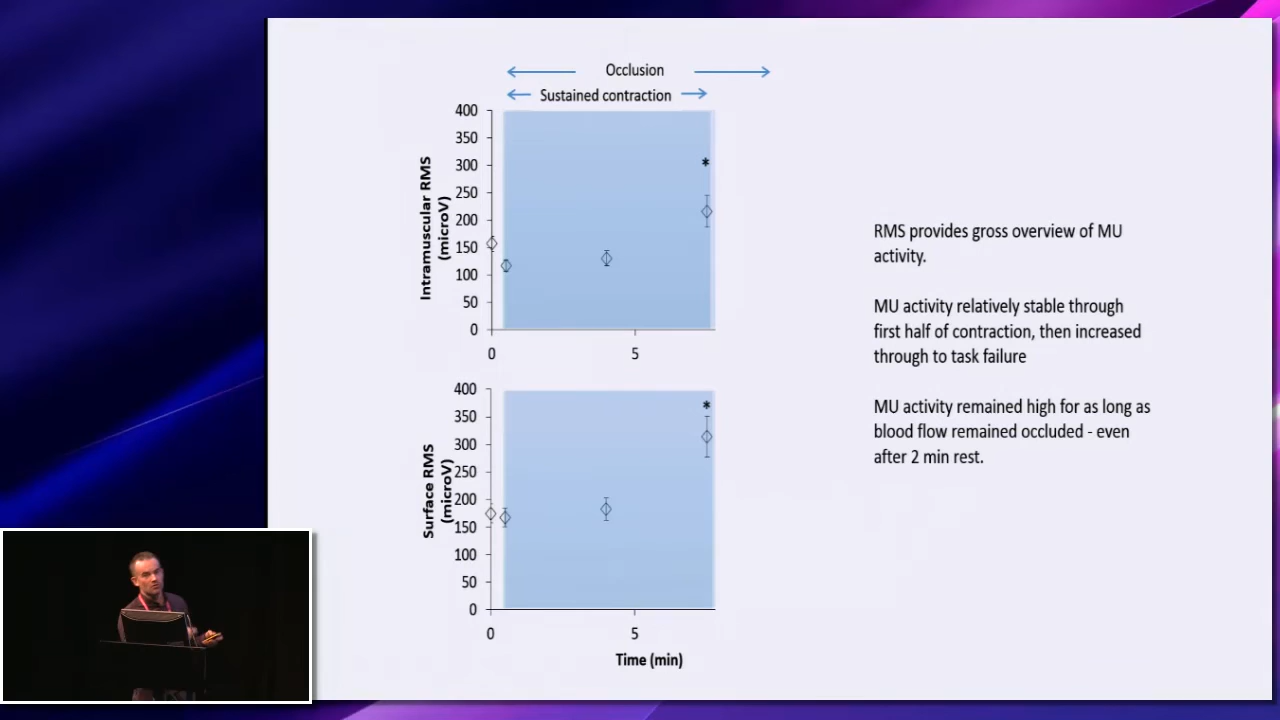 Occlusion
Sustained contraction
Intramuscular RMS
(microV)
400
350
300
250
200
150
100
50
0
*
0
5
RMS provides gross overview of MU
activity.
MU activity relatively stable through
first half of contraction, then increased
through to task failure
MU activity remained high for as long as
blood flow remained occluded - even
after 2 min rest.
Surface RMS
(microV)
400
350
300
250
200
150
100
50
0
*
0
5
Time (min)